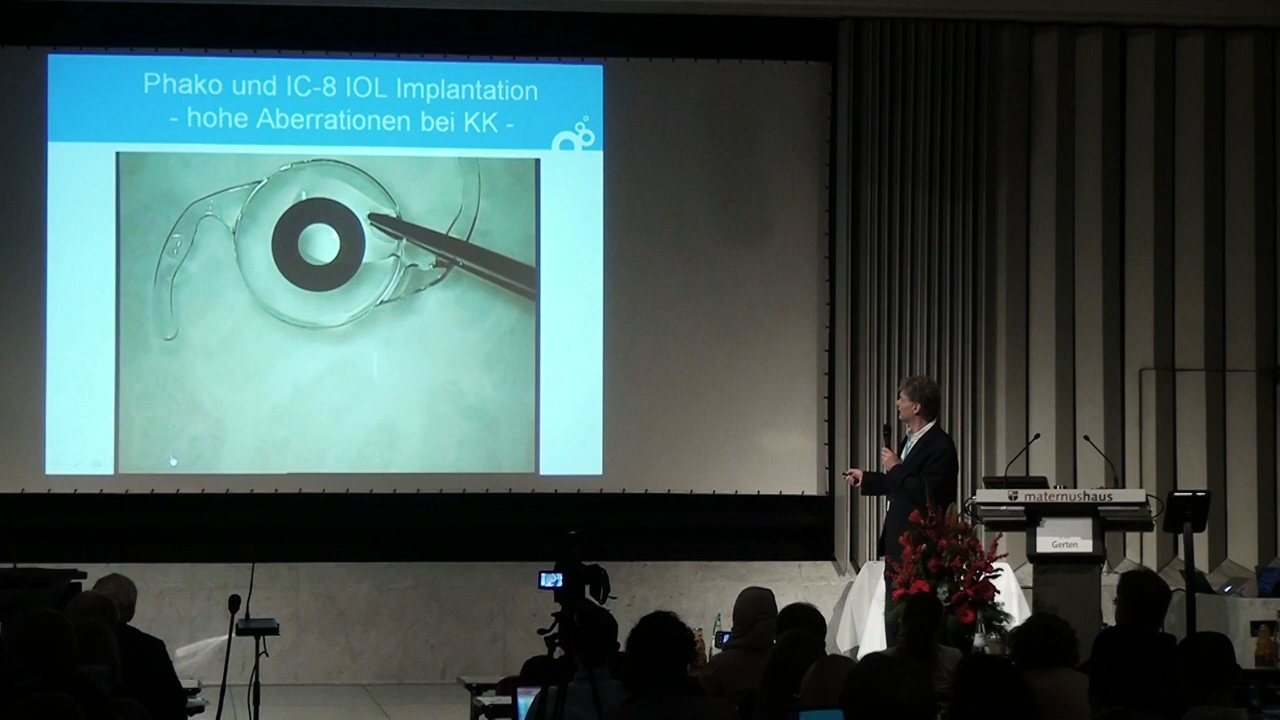 Phako und IC-8 IOL Implantation
- hohe Aberrationen bei KK -
maternushaus
Gerten